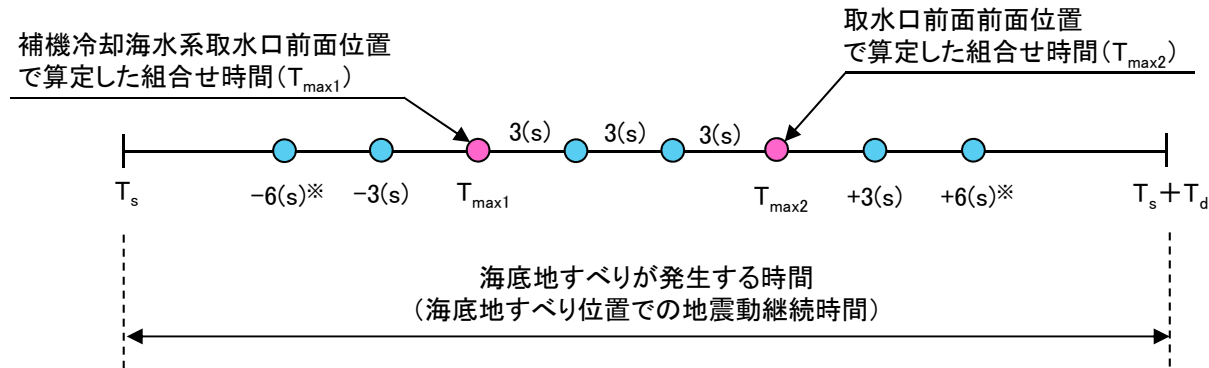 補機冷却海水系取水口前面位置
で算定した組合せ時間(Tmax1)
取水口前面前面位置
で算定した組合せ時間(Tmax2)
3(s) 3(s) 3(s)
Ts -6(s)※ -3(s) Tmax1 Tmax2 +3(s) +6(s)※ Ts+Td
海底地すべりが発生する時間
(海底地すべり位置での地震動継続時間)